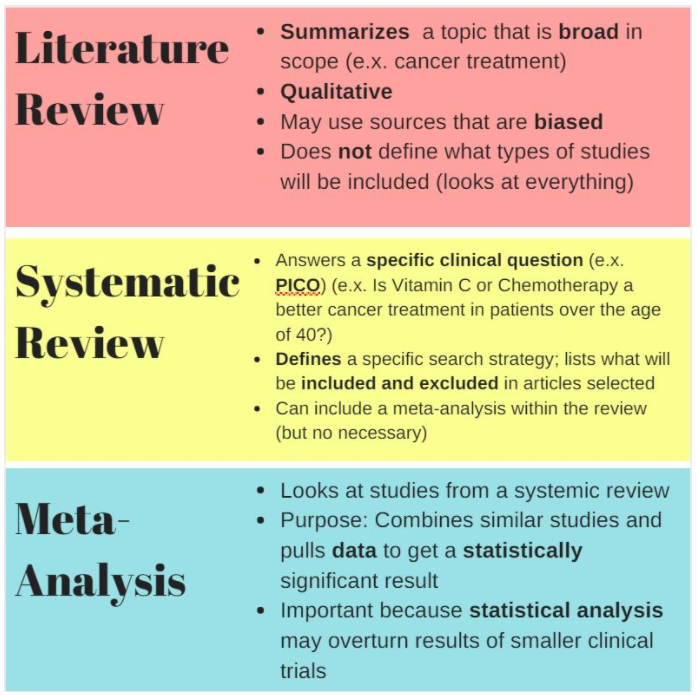 Literature
Review
• Summarizes a topic that is broad in
scope (e.x. cancer treatment)
• Qualitative
• May use sources that are biased
• Does not define what types of studies
will be included (looks at everything)
Systematic
Review
• Answers a specific clinical question (e.x.
PICO) (e.x. Is Vitamin C or Chemotherapy a
better cancer treatment in patients over the age
of 40?)
• Defines a specific search strategy; lists what will
be included and excluded in articles selected
• Can include a meta-analysis within the review
(but no necessary)
Meta-
Analysis
• Looks at studies from a systemic review
• Purpose: Combines similar studies and
pulls data to get a statistically
significant result
• Important because statistical analysis
may overturn results of smaller clinical
trials